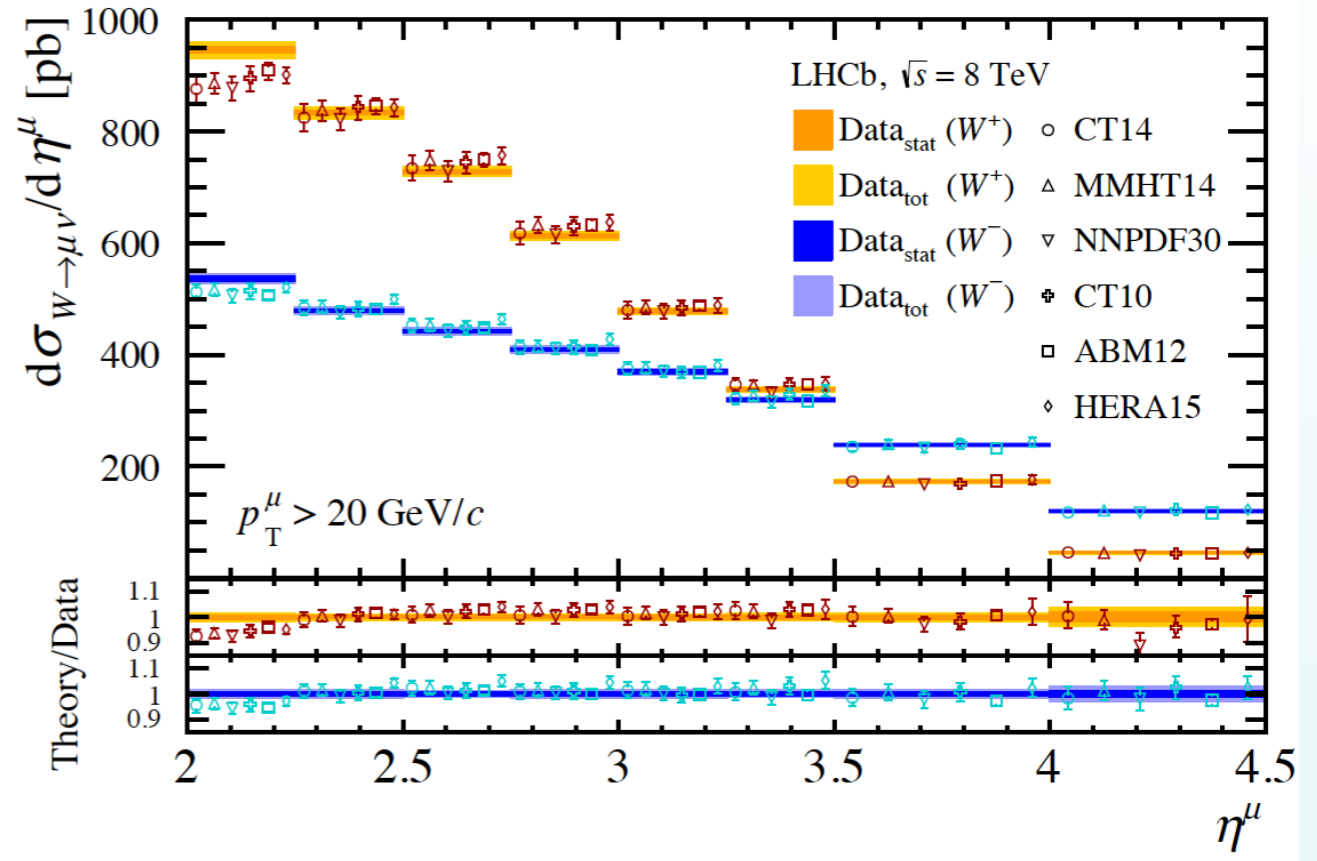 dσ_{W→μν}/dη^μ [pb]
1000
800
600
400
200
LHCb, √s = 8 TeV
Data_stat (W⁺)
Data_tot (W⁺)
Data_stat (W⁻)
Data_tot (W⁻)
CT14
MMHT14
NNPDF30
CT10
ABM12
HERA15
p_T^μ > 20 GeV/c
Theory/Data
1.1
1
0.9
1.1
1
0.9
2 2.5 3 3.5 4 4.5
η^μ